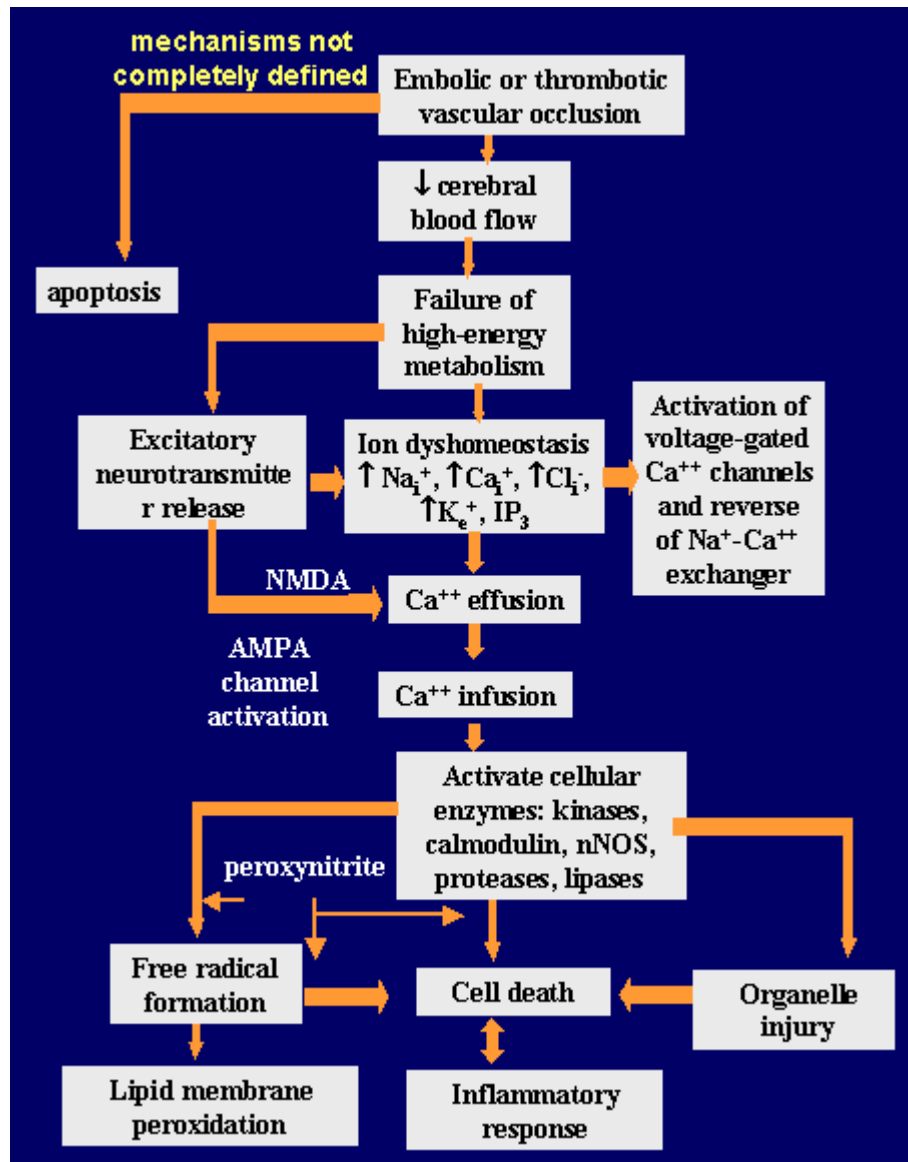 mechanisms not
completely defined
Embolic or thrombotic
vascular occlusion
↓ cerebral
blood flow
apoptosis
Failure of
high-energy
metabolism
Excitatory
neurotransmitte
r release
Ion dyshomeostasis
↑Naᵢ⁺, ↑Caᵢ⁺, ↑Clᵢ⁻,
↑Kₑ⁺, IP₃
Activation of
voltage-gated
Ca⁺⁺ channels
and reverse
of Na⁺-Ca⁺⁺
exchanger
NMDA
Ca⁺⁺ effusion
AMPA
channel
activation
Ca⁺⁺ infusion
Activate cellular
enzymes: kinases,
calmodulin, nNOS,
proteases, lipases
peroxynitrite
Free radical
formation
Cell death
Organelle
injury
Lipid membrane
peroxidation
Inflammatory
response